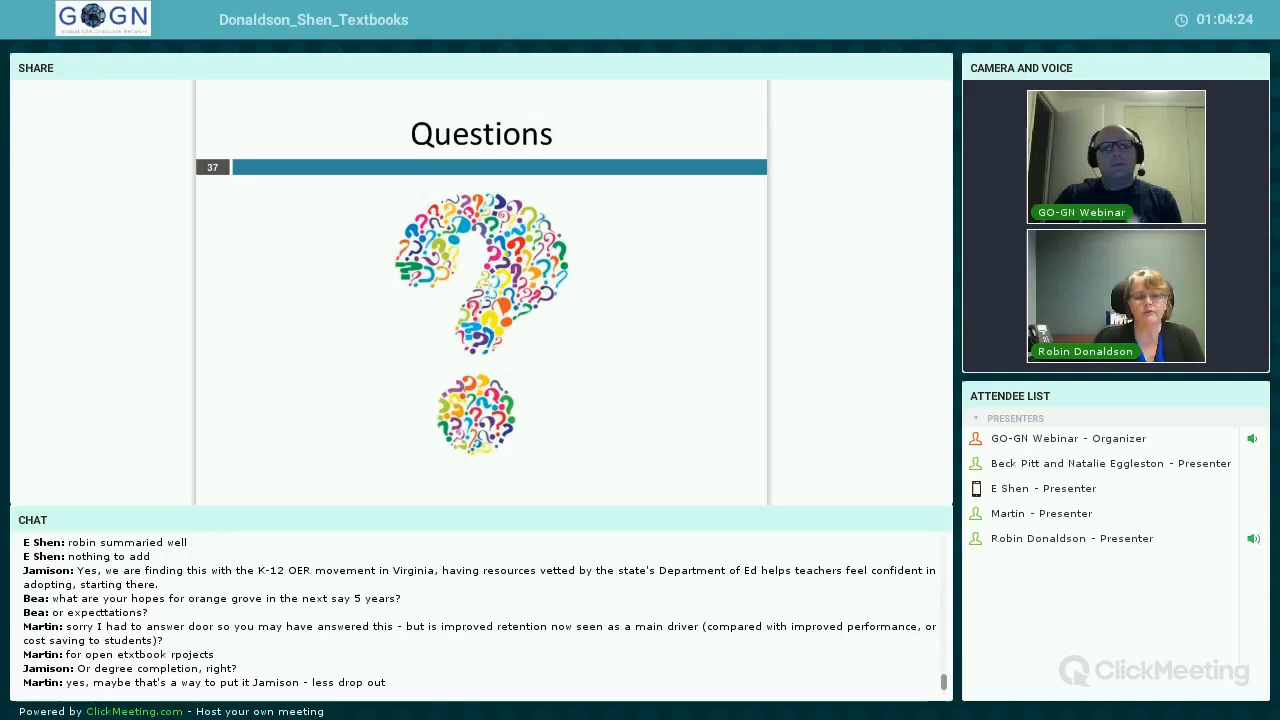 GOGN
Global OER Graduate Network
Donaldson_Shen_Textbooks
01:04:24
SHARE
Questions
37
CHAT
E Shen: robin summaried well
E Shen: nothing to add
Jamison: Yes, we are finding this with the K-12 OER movement in Virginia, having resources vetted by the state's Department of Ed helps teachers feel confident in
adopting, starting there.
Bea: what are your hopes for orange grove in the next say 5 years?
Bea: or expecttations?
Martin: sorry I had to answer door so you may have answered this - but is improved retention now seen as a main driver (compared with improved performance, or
cost saving to students)?
Martin: for open etxtbook rpojects
Jamison: Or degree completion, right?
Martin: yes, maybe that's a way to put it Jamison - less drop out
CAMERA AND VOICE
GO-GN Webinar
Robin Donaldson
ATTENDEE LIST
PRESENTERS
GO-GN Webinar - Organizer
Beck Pitt and Natalie Eggleston - Presenter
E Shen - Presenter
Martin - Presenter
Robin Donaldson - Presenter
ClickMeeting
Powered by ClickMeeting.com - Host your own meeting